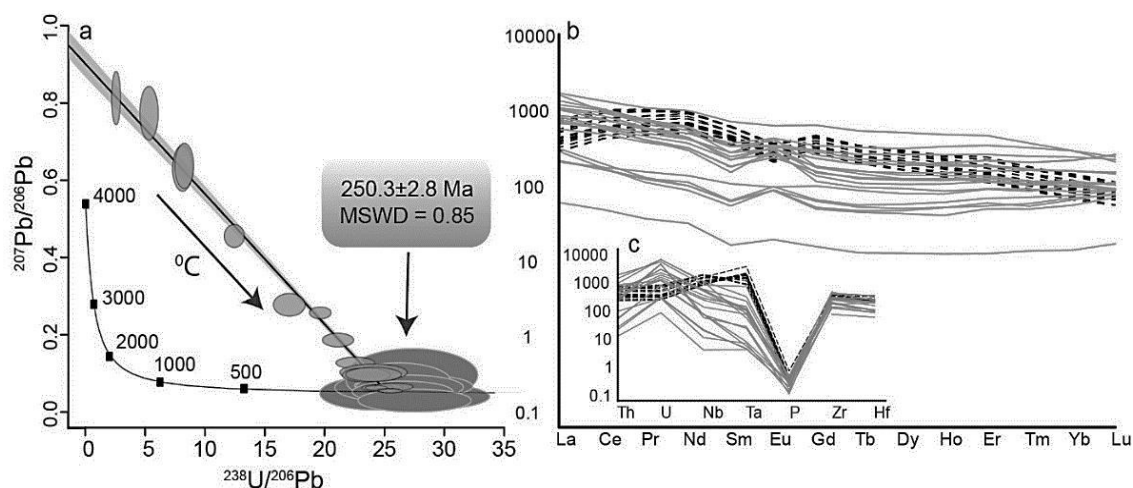 a
1.0
0.8
0.6
0.4
0.2
0.0
²⁰⁷Pb/²⁰⁶Pb
4000
3000
2000
1000
500
⁰C
250.3±2.8 Ma
MSWD = 0.85
0 5 10 15 20 25 30 35
²³⁸U/²⁰⁶Pb
b
10000
1000
100
10
1
0.1
La Ce Pr Nd Sm Eu Gd Tb Dy Ho Er Tm Yb Lu
c
10000
1000
100
10
1
0.1
Th U Nb Ta P Zr Hf